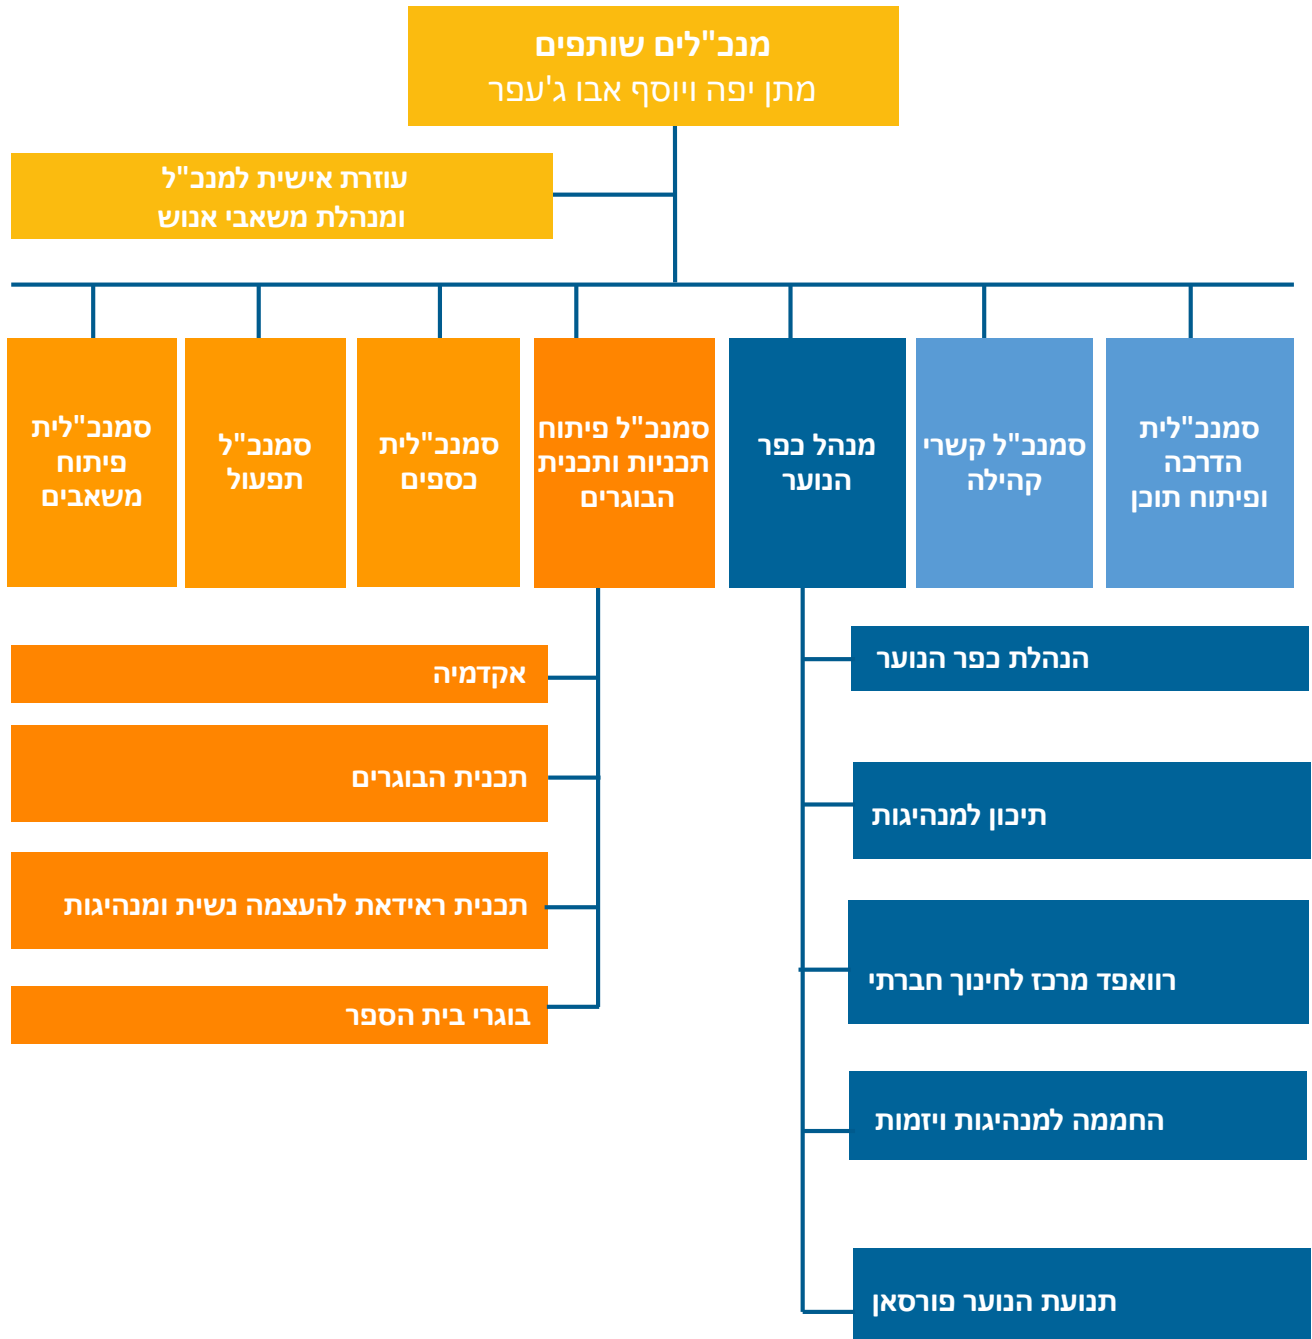 מנכ"לים שותפים
מתן יפה ויוסף אבו ג'עפר
עוזרת אישית למנכ"ל
ומנהלת משאבי אנוש
סמנכ"לית
הדרכה
ופיתוח תוכן
סמנכ"ל קשרי
קהילה
מנהל כפר
הנוער
סמנכ"ל פיתוח
תכניות ותכנית
הבוגרים
סמנכ"לית
כספים
סמנכ"ל
תפעול
סמנכ"לית
פיתוח
משאבים
הנהלת כפר הנוער
תיכון למנהיגות
רוואפד מרכז לחינוך חברתי
החממה למנהיגות ויזמות
תנועת הנוער פורסאן
אקדמיה
תכנית הבוגרים
תכנית ראידאת להעצמה נשית ומנהיגות
בוגרי בית הספר